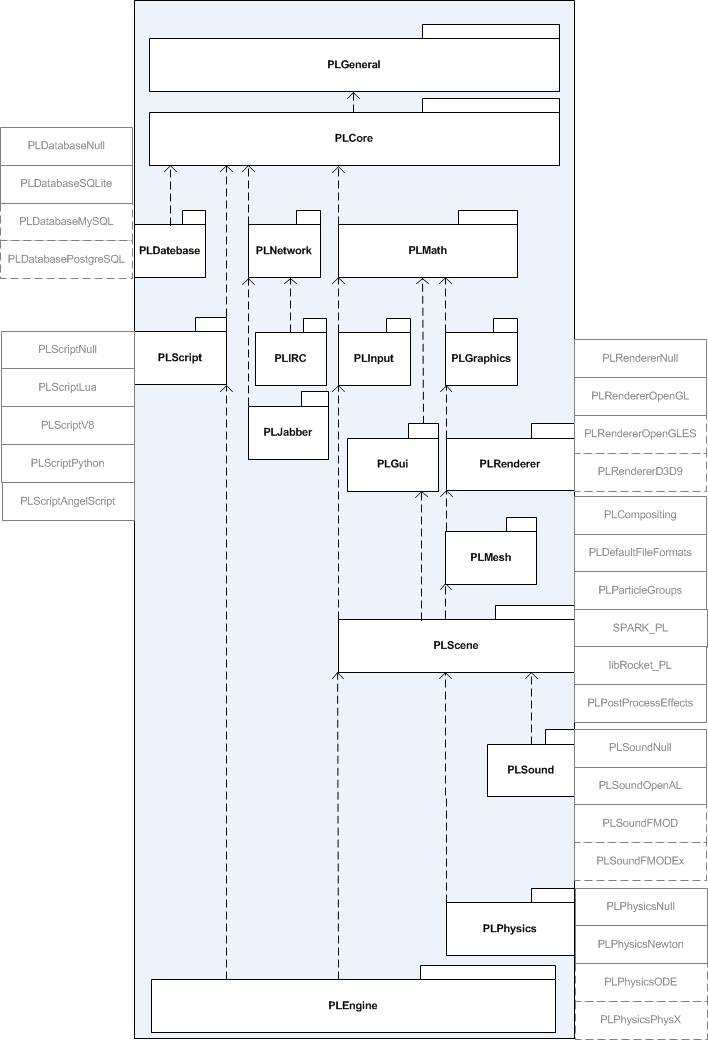 PLGeneral
PLCore
PLDatabaseNull
PLDatabaseSQLite
PLDatabaseMySQL
PLDatabasePostgreSQL
PLDatebase
PLNetwork
PLMath
PLScriptNull
PLScriptLua
PLScriptV8
PLScriptPython
PLScriptAngelScript
PLScript
PLIRC
PLInput
PLGraphics
PLJabber
PLGui
PLRenderer
PLRendererNull
PLRendererOpenGL
PLRendererOpenGLES
PLRendererD3D9
PLMesh
PLScene
PLCompositing
PLDefaultFileFormats
PLParticleGroups
SPARK_PL
libRocket_PL
PLPostProcessEffects
PLSound
PLSoundNull
PLSoundOpenAL
PLSoundFMOD
PLSoundFMODEx
PLPhysics
PLPhysicsNull
PLPhysicsNewton
PLPhysicsODE
PLPhysicsPhysX
PLEngine